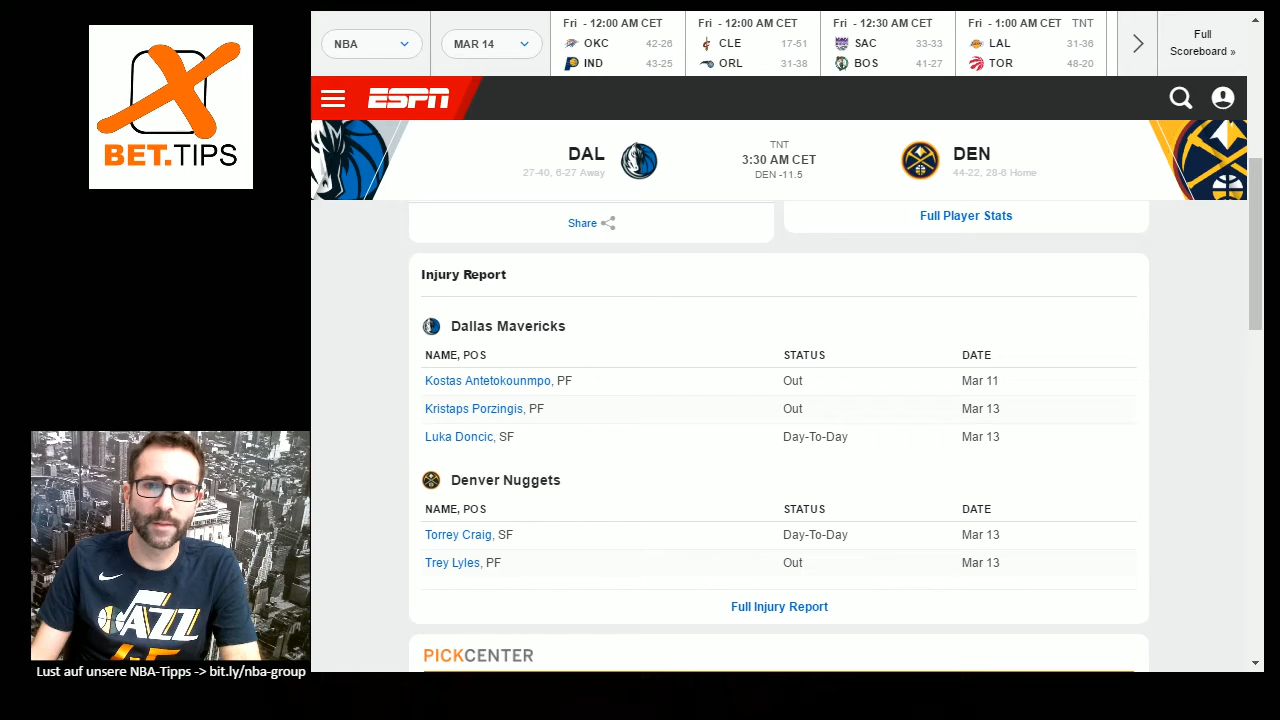 BET.TIPS
NBA
MAR 14
Fri - 12:00 AM CET
OKC 42-26
IND 43-25
Fri - 12:00 AM CET
CLE 17-51
ORL 31-38
Fri - 12:30 AM CET
SAC 33-33
BOS 41-27
Fri - 1:00 AM CET TNT
LAL 31-36
TOR 48-20
Full
Scoreboard »
ESPN
DAL
27-40, 6-27 Away
TNT
3:30 AM CET
DEN -11.5
DEN
44-22, 28-6 Home
Share
Full Player Stats
Injury Report
Dallas Mavericks
NAME, POS STATUS DATE
Kostas Antetokounmpo, PF Out Mar 11
Kristaps Porzingis, PF Out Mar 13
Luka Doncic, SF Day-To-Day Mar 13
Denver Nuggets
NAME, POS STATUS DATE
Torrey Craig, SF Day-To-Day Mar 13
Trey Lyles, PF Out Mar 13
Full Injury Report
PICKCENTER
JAZZ
45
Lust auf unsere NBA-Tipps -> bit.ly/nba-group